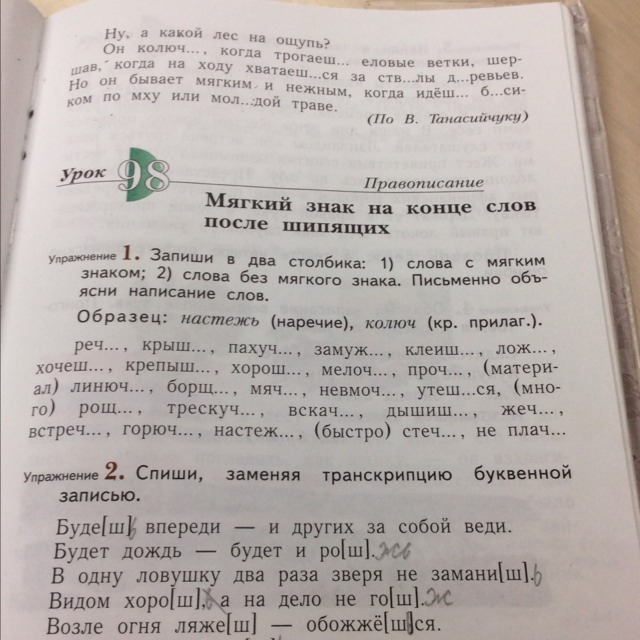 Ну, а какой лес на ощупь?
Он колюч..., когда трогаеш... еловые ветки, шер-
шав, когда на ходу хватаеш...ся за ств...лы д...ревьев.
Но он бывает мягким и нежным, когда идёш... б...си-
ком по мху или мол...дой траве.
(По В. Танасийчуку)
Урок 98
Правописание
Мягкий знак на конце слов
после шипящих
Упражнение 1. Запиши в два столбика: 1) слова с мягким
знаком; 2) слова без мягкого знака. Письменно объ-
ясни написание слов.
Образец: настежь (наречие), колюч (кр. прилаг.).
реч..., крыш..., пахуч..., замуж..., клеиш..., лож...,
хочеш..., крепыш..., хорош..., мелоч..., проч..., (матери-
ал) линюч..., борщ..., мяч..., невмоч..., утеш...ся, (мно-
го) рощ..., трескуч..., вскач..., дышиш..., жеч...,
встреч..., горюч..., настеж..., (быстро) стеч..., не плач...
Упражнение 2. Спиши, заменяя транскрипцию буквенной
записью.
Буде[ш]ь впереди — и других за собой веди.
Будет дождь — будет и ро[ш].жь
В одну ловушку два раза зверя не замани[ш].ь
Видом хоро[ш], а на дело не го[ш].ж
Возле огня ляже[ш] — обожжё[ш]ся.